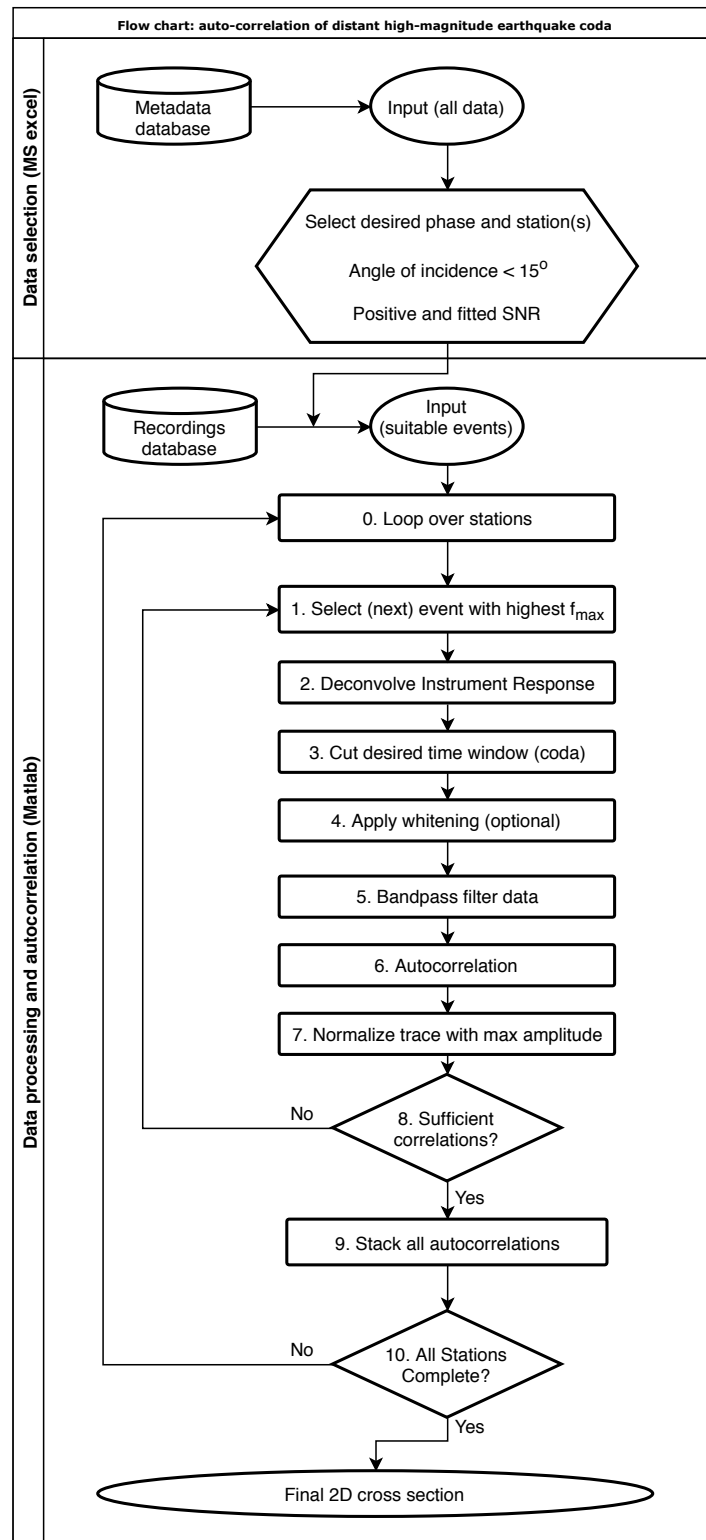 Flow chart: auto-correlation of distant high-magnitude earthquake coda
Data selection (MS excel)
Metadata
database
Input (all data)
Select desired phase and station(s)
Angle of incidence < 15°
Positive and fitted SNR
Data processing and autocorrelation (Matlab)
Recordings
database
Input
(suitable events)
0. Loop over stations
1. Select (next) event with highest fmax
2. Deconvolve Instrument Response
3. Cut desired time window (coda)
4. Apply whitening (optional)
5. Bandpass filter data
6. Autocorrelation
7. Normalize trace with max amplitude
No
8. Sufficient
correlations?
Yes
9. Stack all autocorrelations
No
10. All Stations
Complete?
Yes
Final 2D cross section